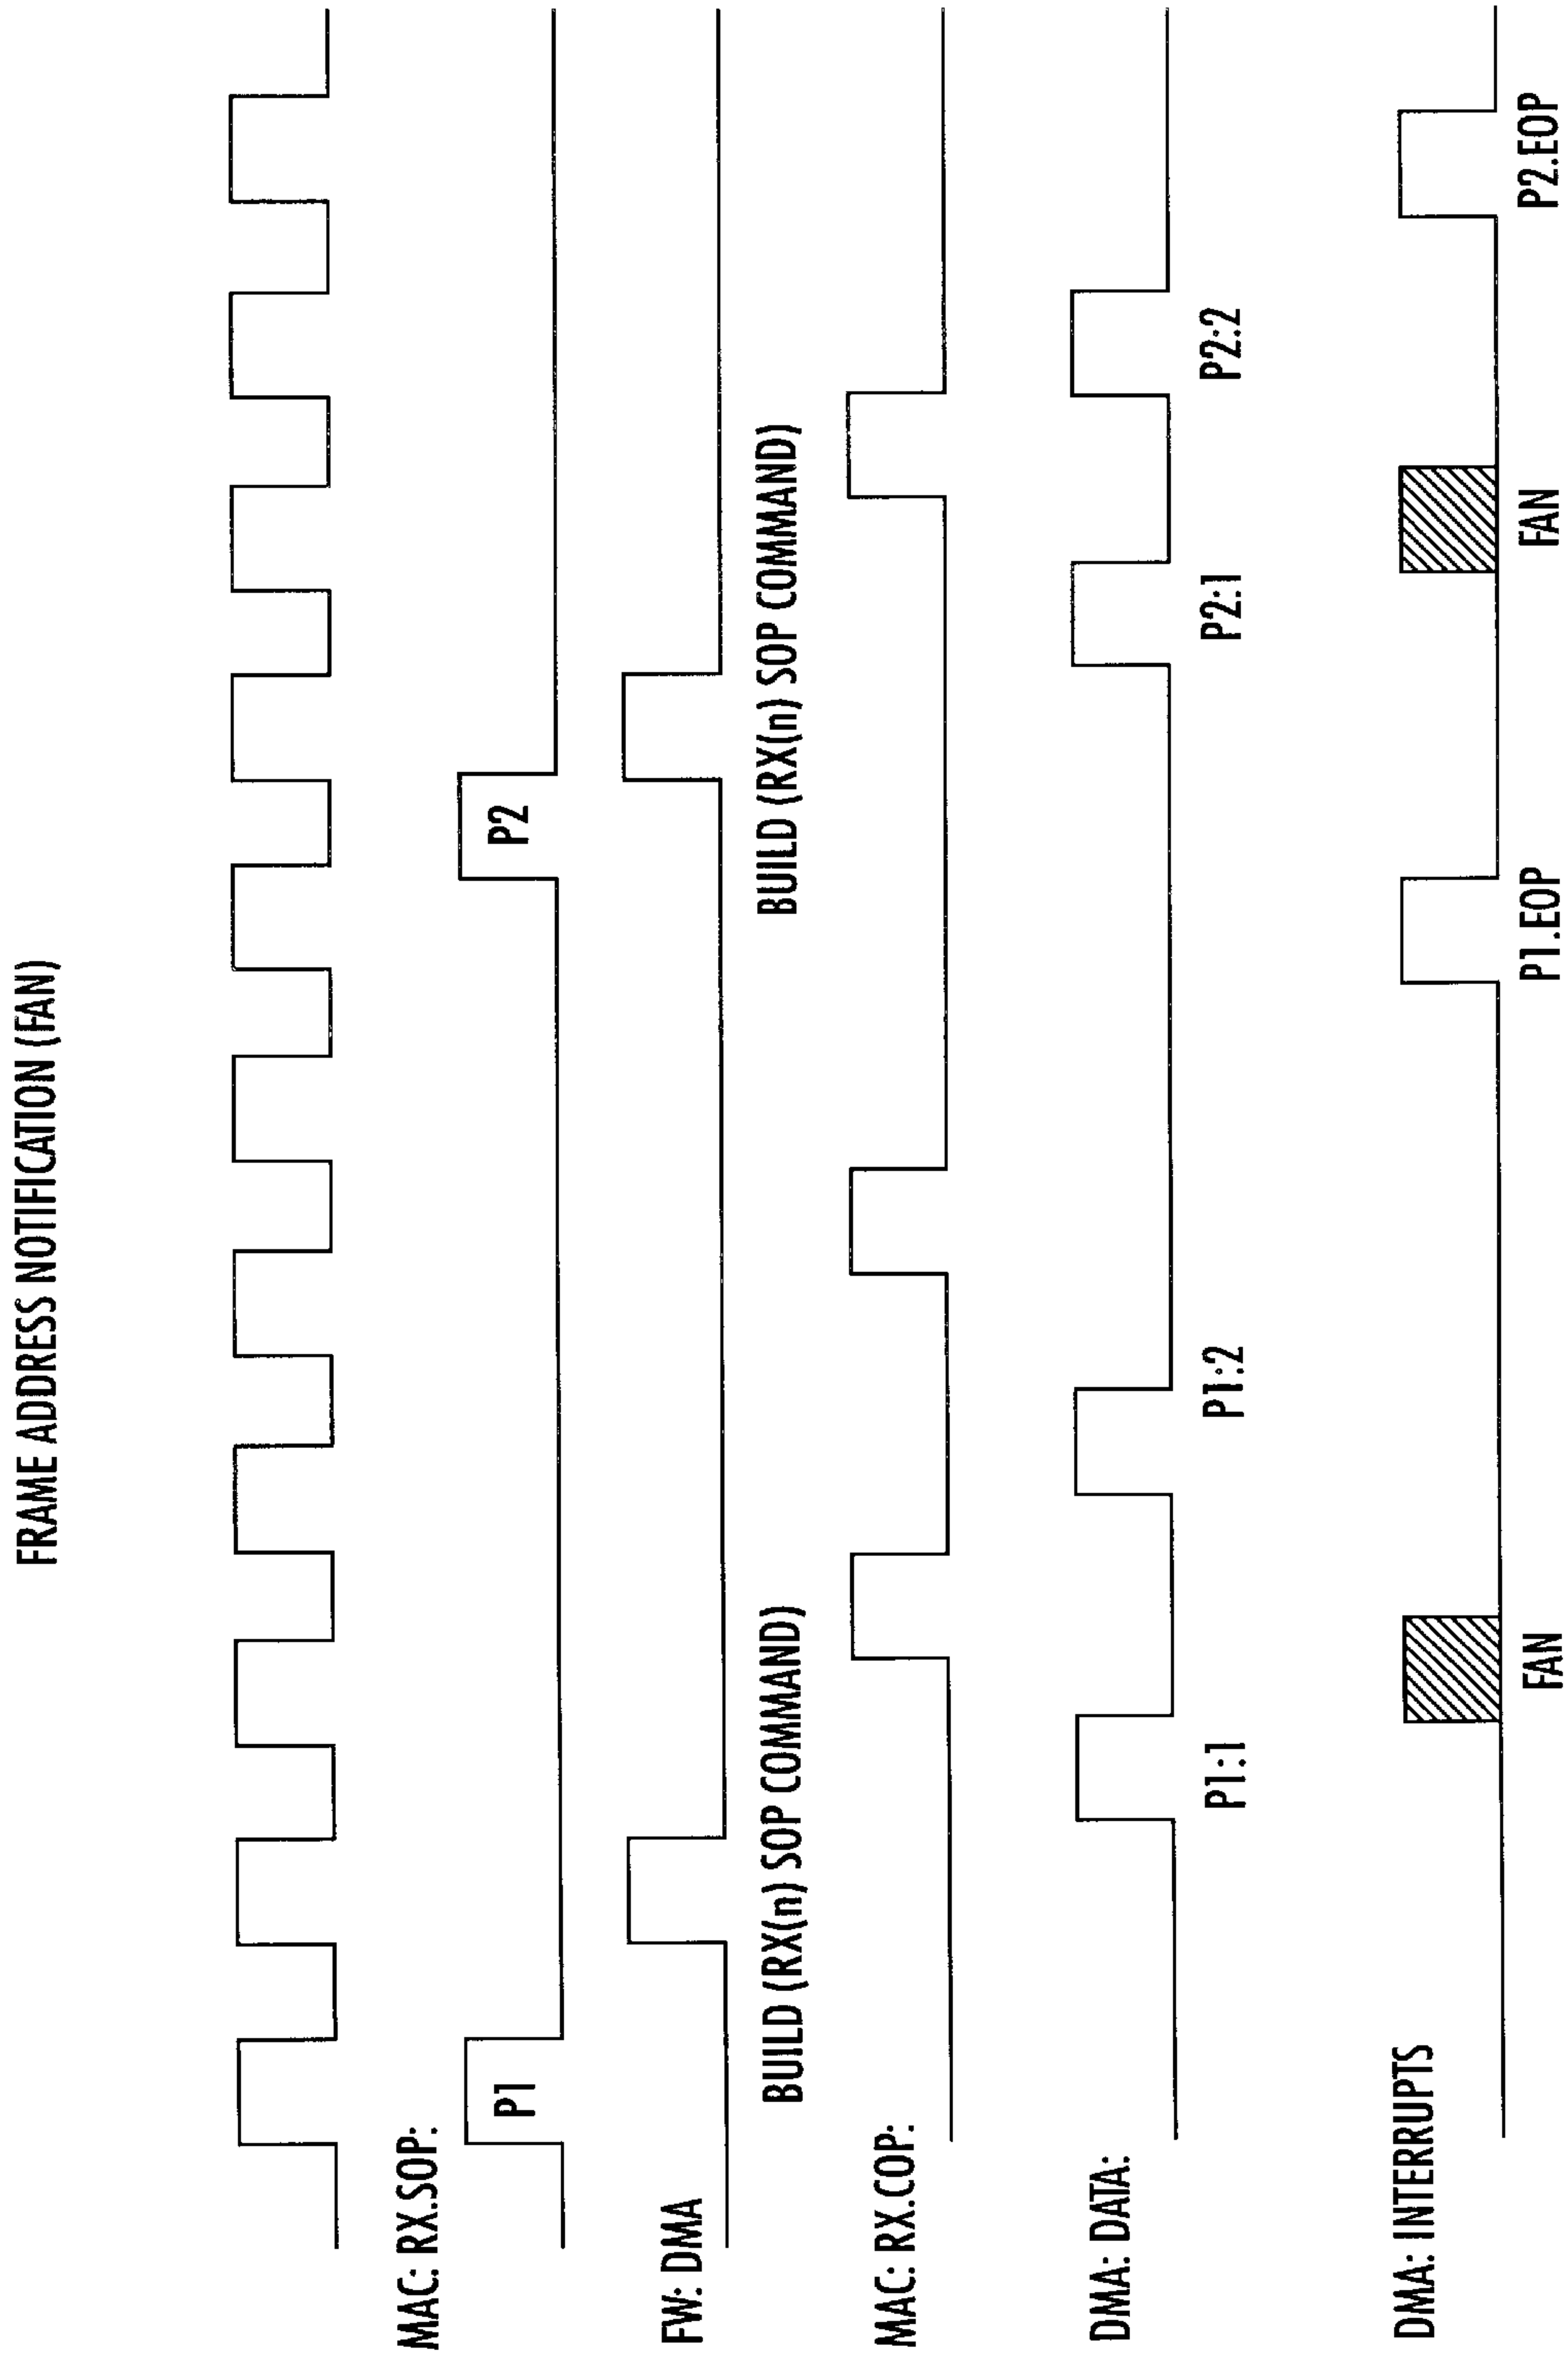 FRAME ADDRESS NOTIFICATION (FAN)
MAC: RX.SOP:
P1
P2
FW: DMA
BUILD (RX(n) SOP COMMAND)
BUILD (RX(n) SOP COMMAND)
MAC: RX.COP:
DMA: DATA:
P1:1
P1:2
P2:1
P2:2
DMA: INTERRUPTS
FAN
P1.EOP
FAN
P2.EOP